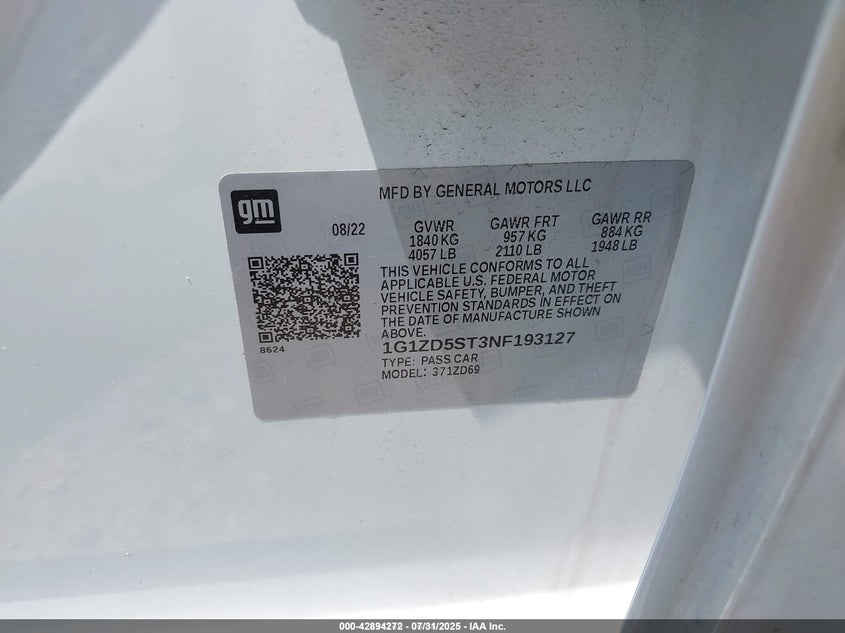 MFD BY GENERAL MOTORS LLC
gm
08/22
GVWR GAWR FRT GAWR RR
1840 KG 957 KG 884 KG
4057 LB 2110 LB 1948 LB
THIS VEHICLE CONFORMS TO ALL
APPLICABLE U.S. FEDERAL MOTOR
VEHICLE SAFETY, BUMPER, AND THEFT
PREVENTION STANDARDS IN EFFECT ON
THE DATE OF MANUFACTURE SHOWN
ABOVE.
8624
1G1ZD5ST3NF193127
TYPE: PASS CAR
MODEL: 371ZD69
000-42894272 - 07/31/2025 - IAA Inc.